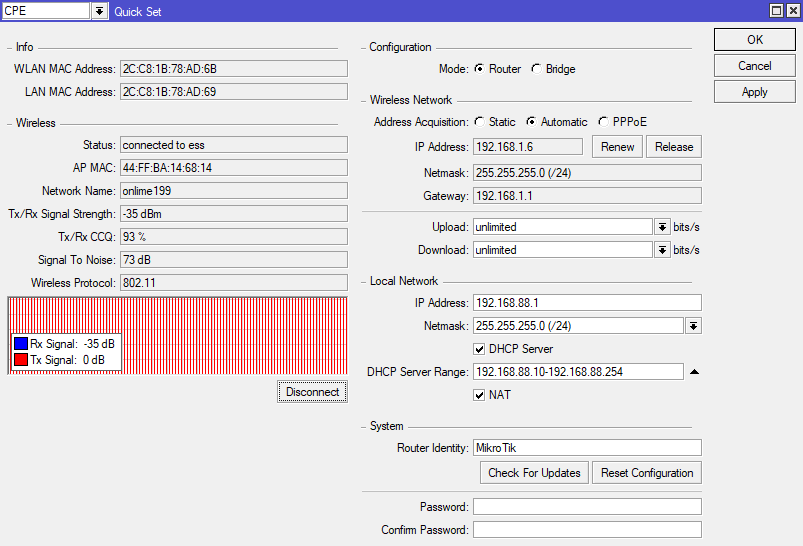 CPE Quick Set
Info
WLAN MAC Address: 2C:C8:1B:78:AD:6B
LAN MAC Address: 2C:C8:1B:78:AD:69
Wireless
Status: connected to ess
AP MAC: 44:FF:BA:14:68:14
Network Name: onlime199
Tx/Rx Signal Strength: -35 dBm
Tx/Rx CCQ: 93 %
Signal To Noise: 73 dB
Wireless Protocol: 802.11
Rx Signal: -35 dB
Tx Signal: 0 dB
Disconnect
Configuration
Mode: Router Bridge
Wireless Network
Address Acquisition: Static Automatic PPPoE
IP Address: 192.168.1.6 Renew Release
Netmask: 255.255.255.0 (/24)
Gateway: 192.168.1.1
Upload: unlimited bits/s
Download: unlimited bits/s
Local Network
IP Address: 192.168.88.1
Netmask: 255.255.255.0 (/24)
DHCP Server
DHCP Server Range: 192.168.88.10-192.168.88.254
NAT
System
Router Identity: MikroTik
Check For Updates Reset Configuration
Password:
Confirm Password:
OK
Cancel
Apply